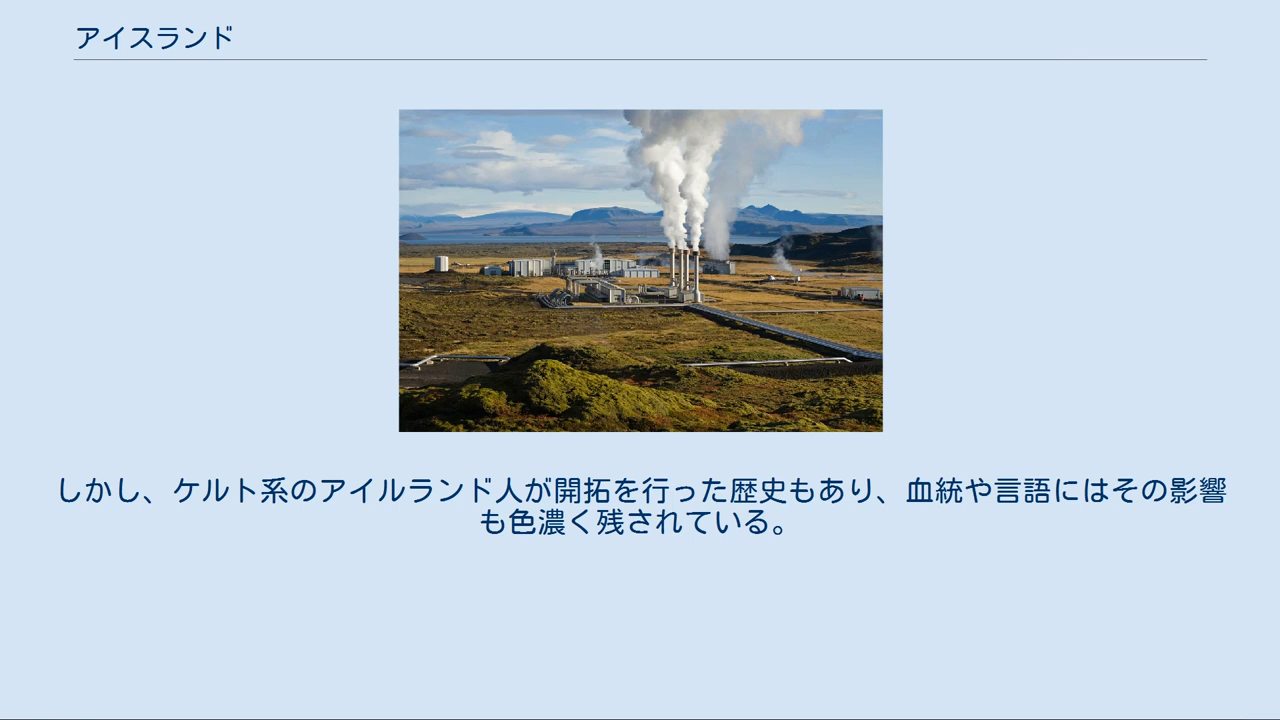 アイスランド
しかし、ケルト系のアイルランド人が開拓を行った歴史もあり、血統や言語にはその影響
も色濃く残されている。